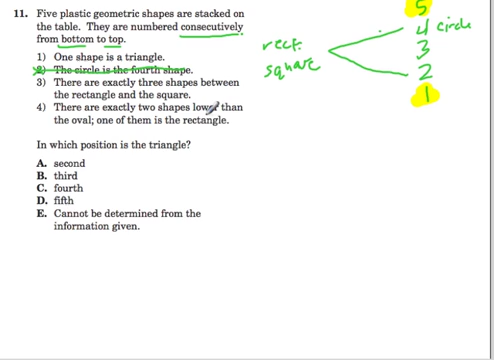 11. Five plastic geometric shapes are stacked on
the table. They are numbered consecutively
from bottom to top.
1) One shape is a triangle.
2) The circle is the fourth shape.
3) There are exactly three shapes between
the rectangle and the square.
4) There are exactly two shapes lower than
the oval; one of them is the rectangle.
In which position is the triangle?
A. second
B. third
C. fourth
D. fifth
E. Cannot be determined from the
information given.
rect.
square
5
4 circle
3
2
1